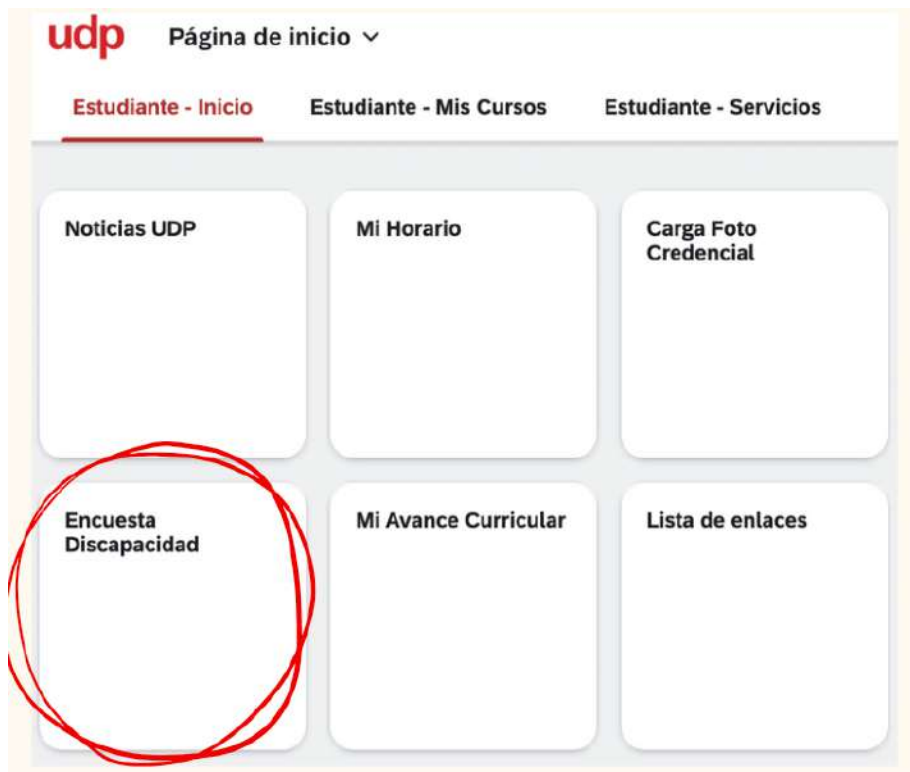 udp Página de inicio
Estudiante - Inicio Estudiante - Mis Cursos Estudiante - Servicios
Noticias UDP
Mi Horario
Carga Foto
Credencial
Encuesta
Discapacidad
Mi Avance Curricular
Lista de enlaces